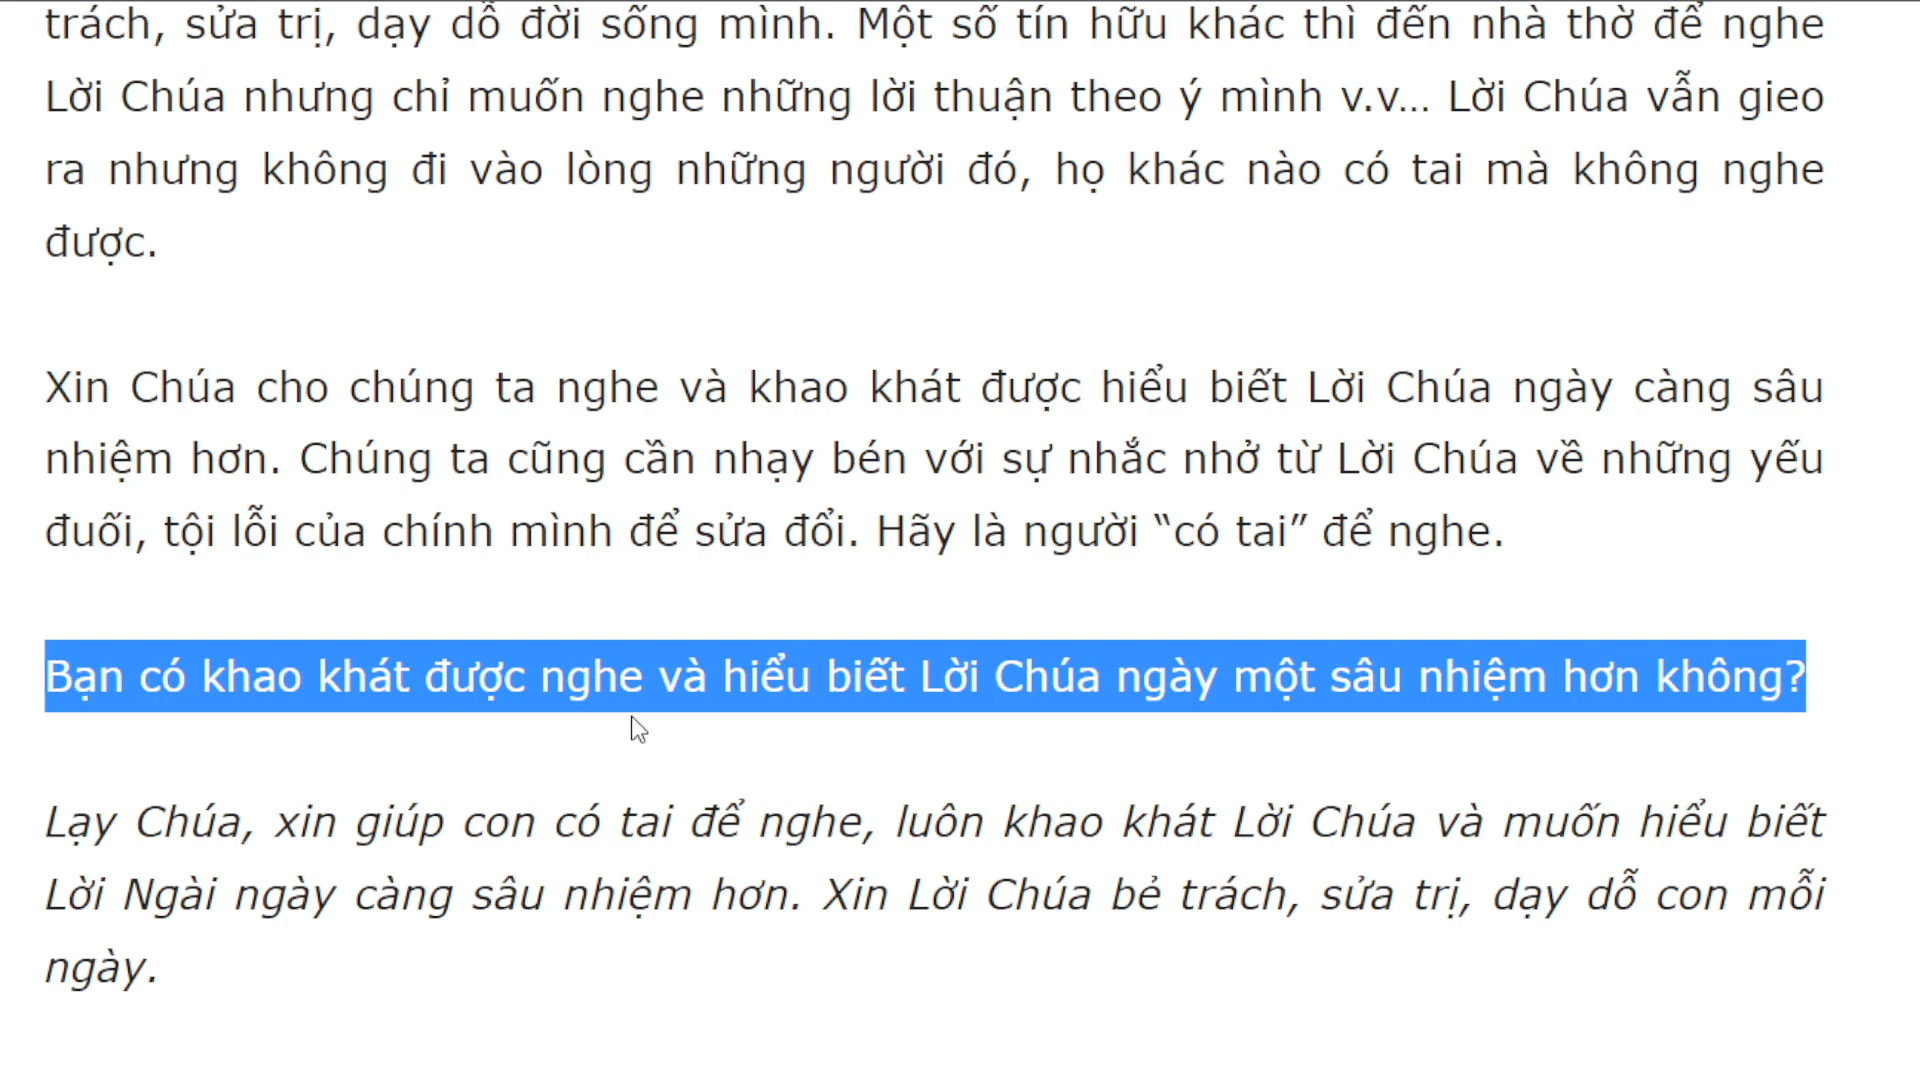 trách, sửa trị, dạy dỗ đời sống mình. Một số tín hữu khác thì đến nhà thờ để nghe
Lời Chúa nhưng chỉ muốn nghe những lời thuận theo ý mình v.v... Lời Chúa vẫn gieo
ra nhưng không đi vào lòng những người đó, họ khác nào có tai mà không nghe
được.
Xin Chúa cho chúng ta nghe và khao khát được hiểu biết Lời Chúa ngày càng sâu
nhiệm hơn. Chúng ta cũng cần nhạy bén với sự nhắc nhở từ Lời Chúa về những yếu
đuối, tội lỗi của chính mình để sửa đổi. Hãy là người “có tai” để nghe.
Bạn có khao khát được nghe và hiểu biết Lời Chúa ngày một sâu nhiệm hơn không?
Lạy Chúa, xin giúp con có tai để nghe, luôn khao khát Lời Chúa và muốn hiểu biết
Lời Ngài ngày càng sâu nhiệm hơn. Xin Lời Chúa bẻ trách, sửa trị, dạy dỗ con mỗi
ngày.